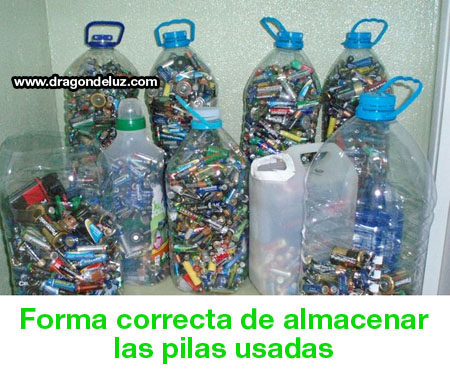 www.dragondeluz.com
Forma correcta de almacenar
las pilas usadas